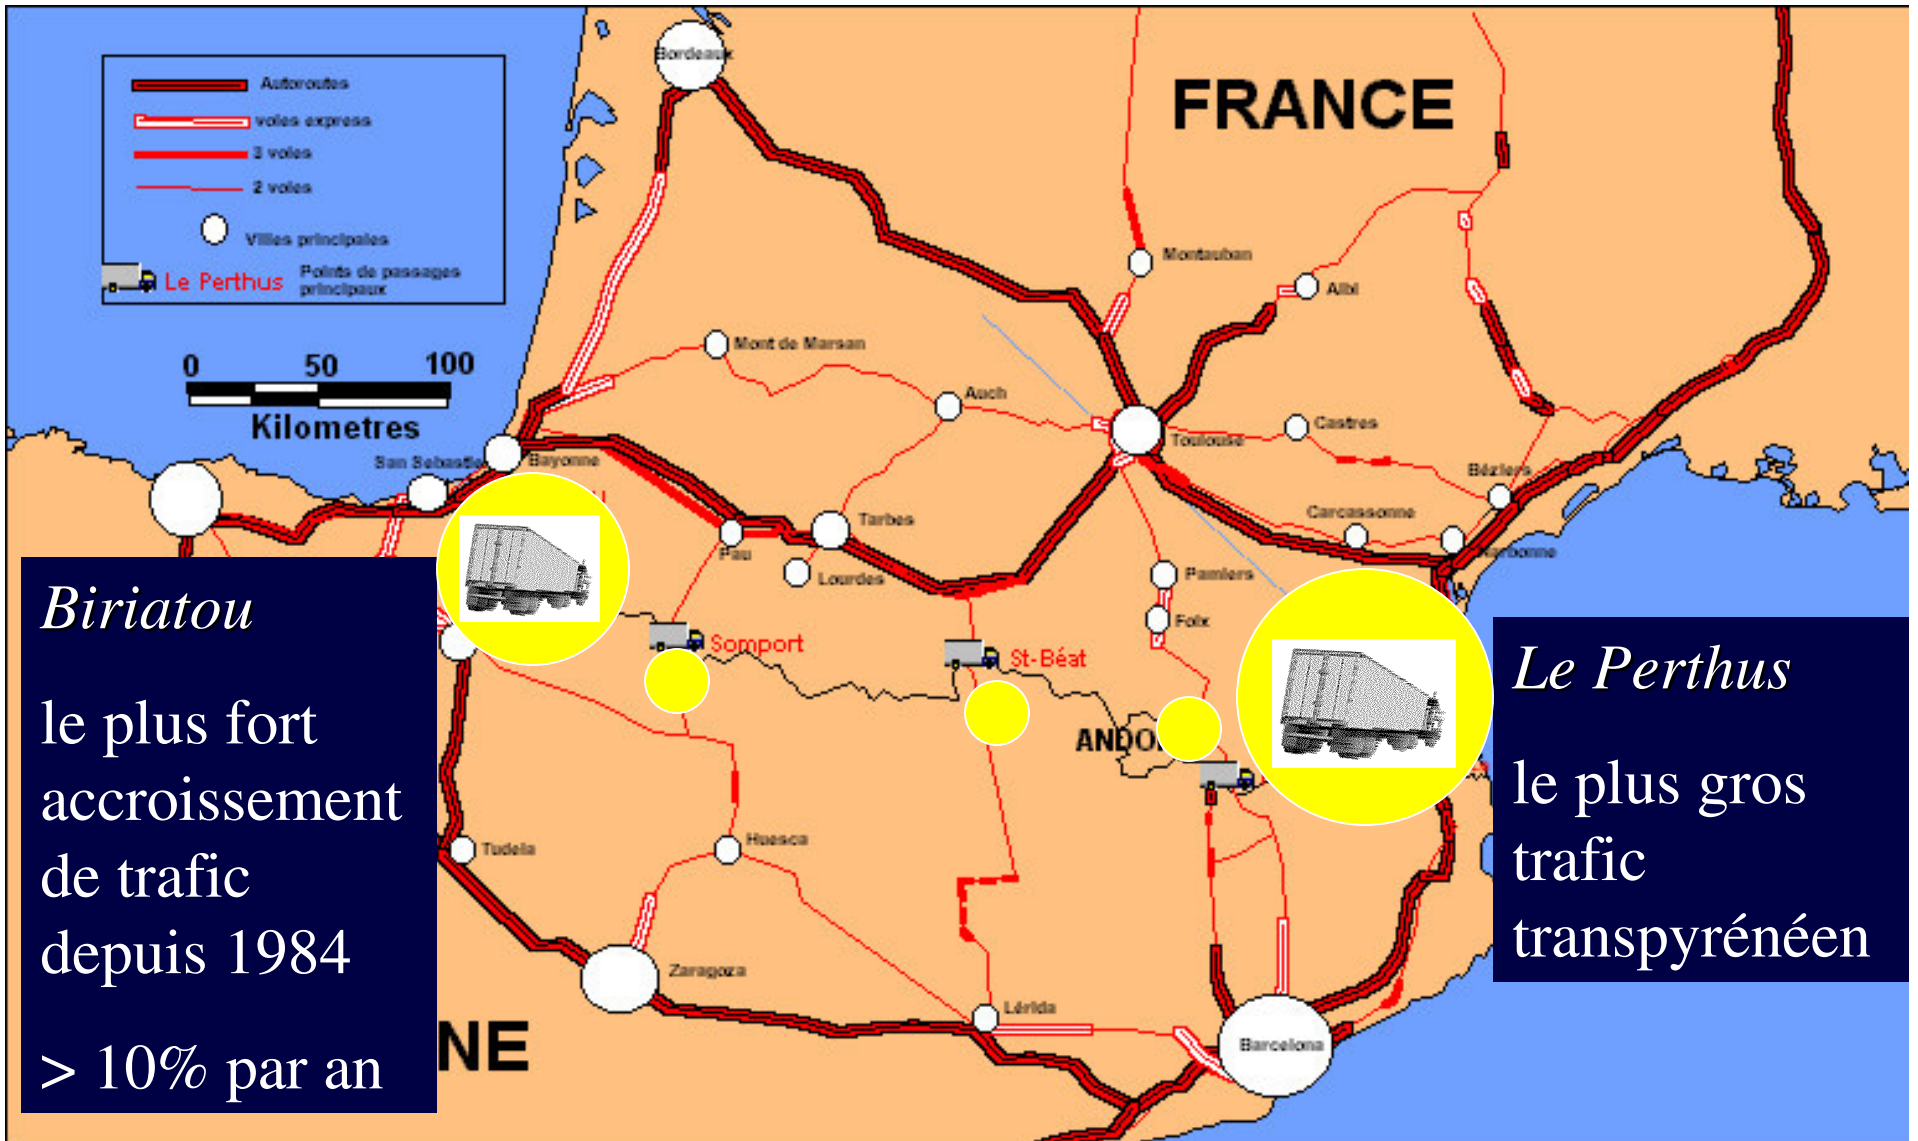 Bordeaux
FRANCE
Autoroutes
voies express
3 voies
2 voies
Villes principales
Le Perthus
Points de passages
principaux
Montauban
Albi
0 50 100
Kilometres
Mont de Marsan
Auch
Castres
Toulouse
San Sebastie
Bayonne
Béziers
Carcassonne
Narbonne
Tarbes
Pau
Lourdes
Pamiers
Foix
Somport
St-Béat
ANDO
Biriatou
le plus fort
accroissement
de trafic
depuis 1984
> 10% par an
Le Perthus
le plus gros
trafic
transpyrénéen
Tudela
Huesca
Zaragoza
Lérida
Barcelona
NE